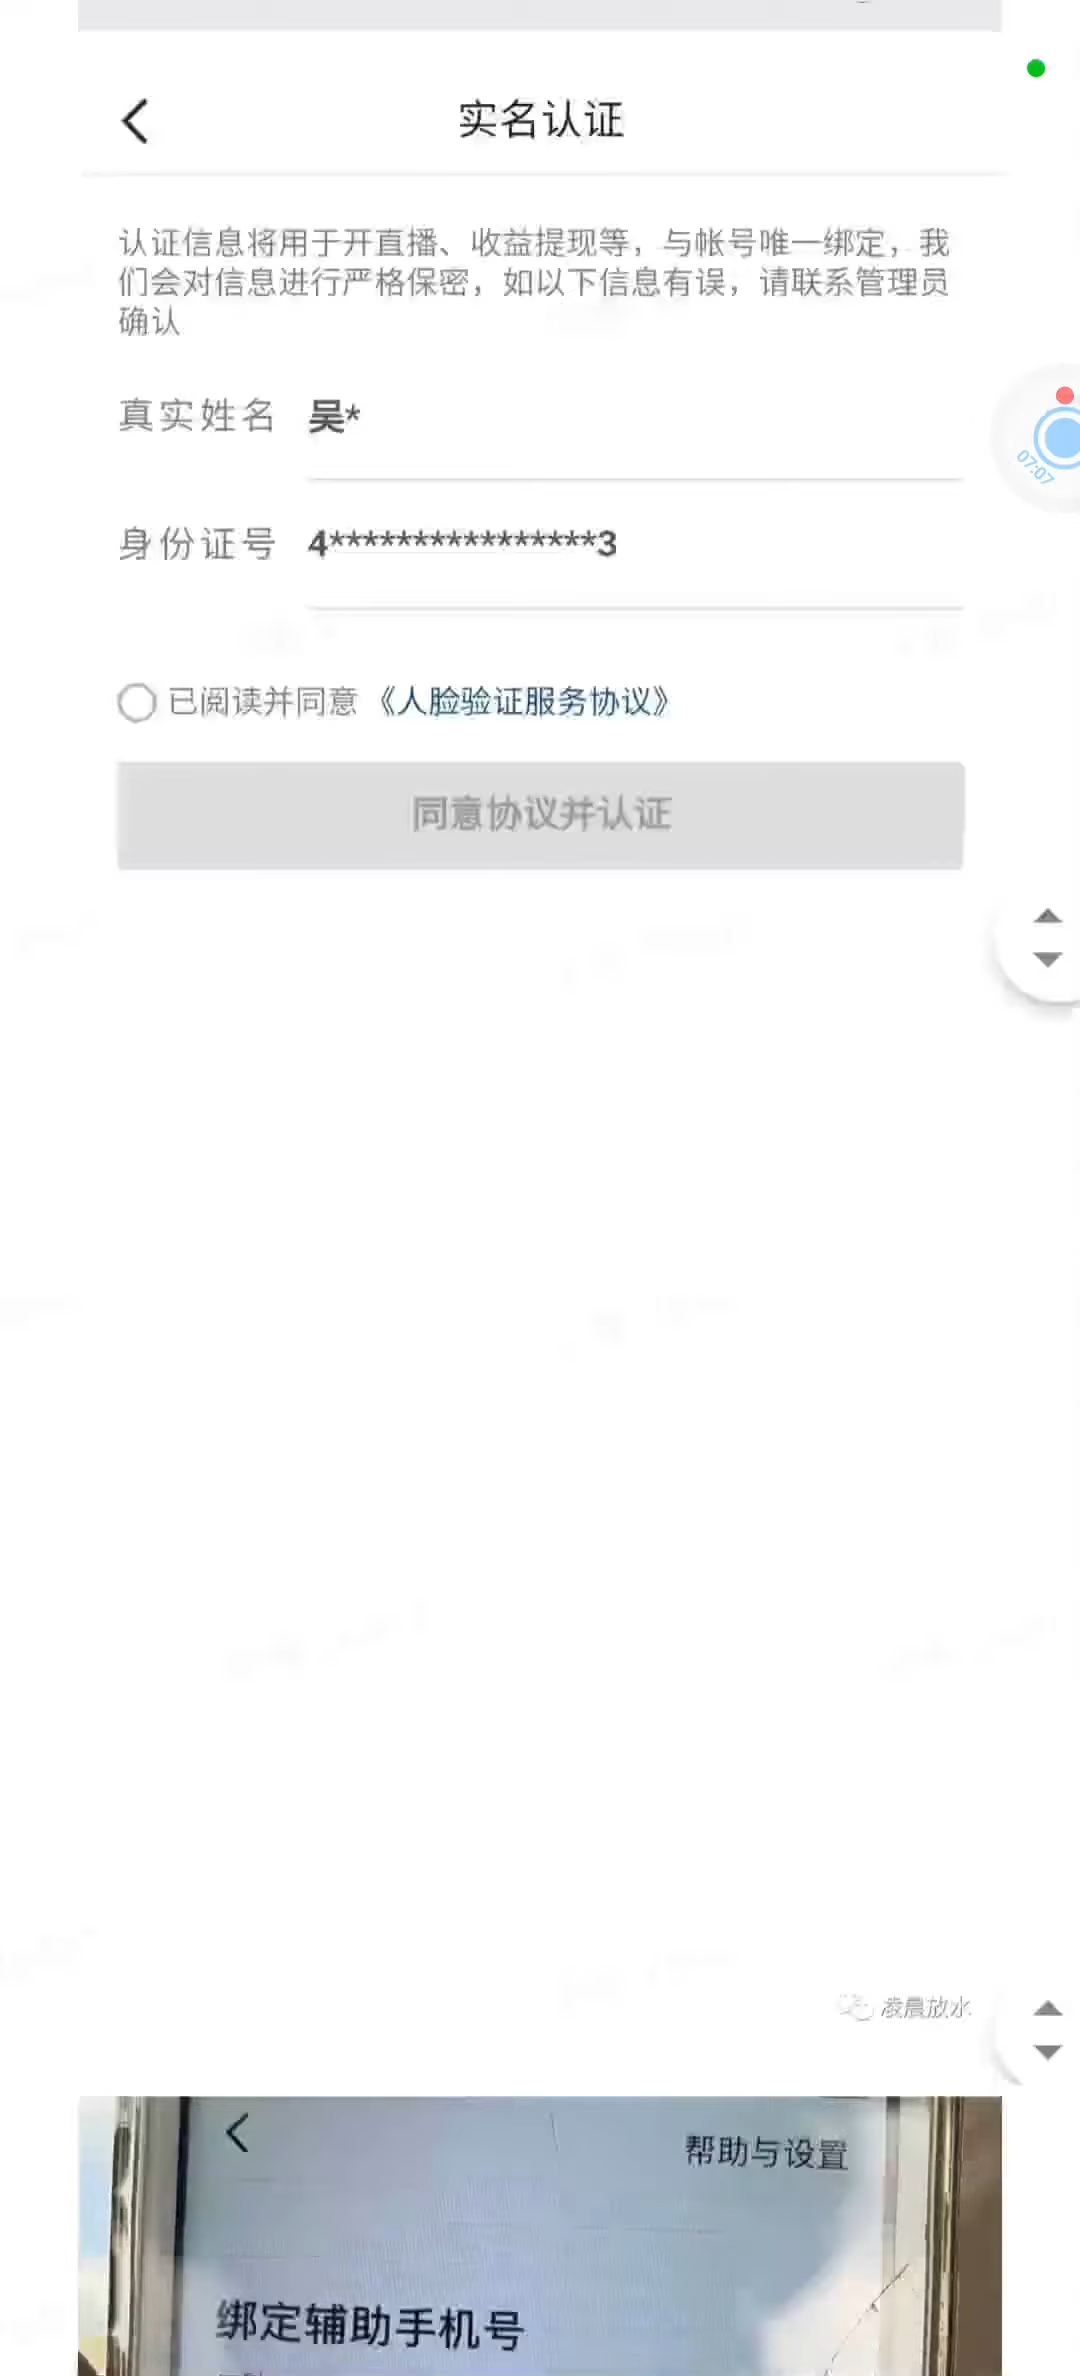 实名认证
认证信息将用于开直播、收益提现等，与帐号唯一绑定，我
们会对信息进行严格保密，如以下信息有误，请联系管理员
确认
真实姓名 吴*
07:07
身份证号 4****************3
已阅读并同意《人脸验证服务协议》
同意协议并认证
凌晨放水
帮助与设置
绑定辅助手机号